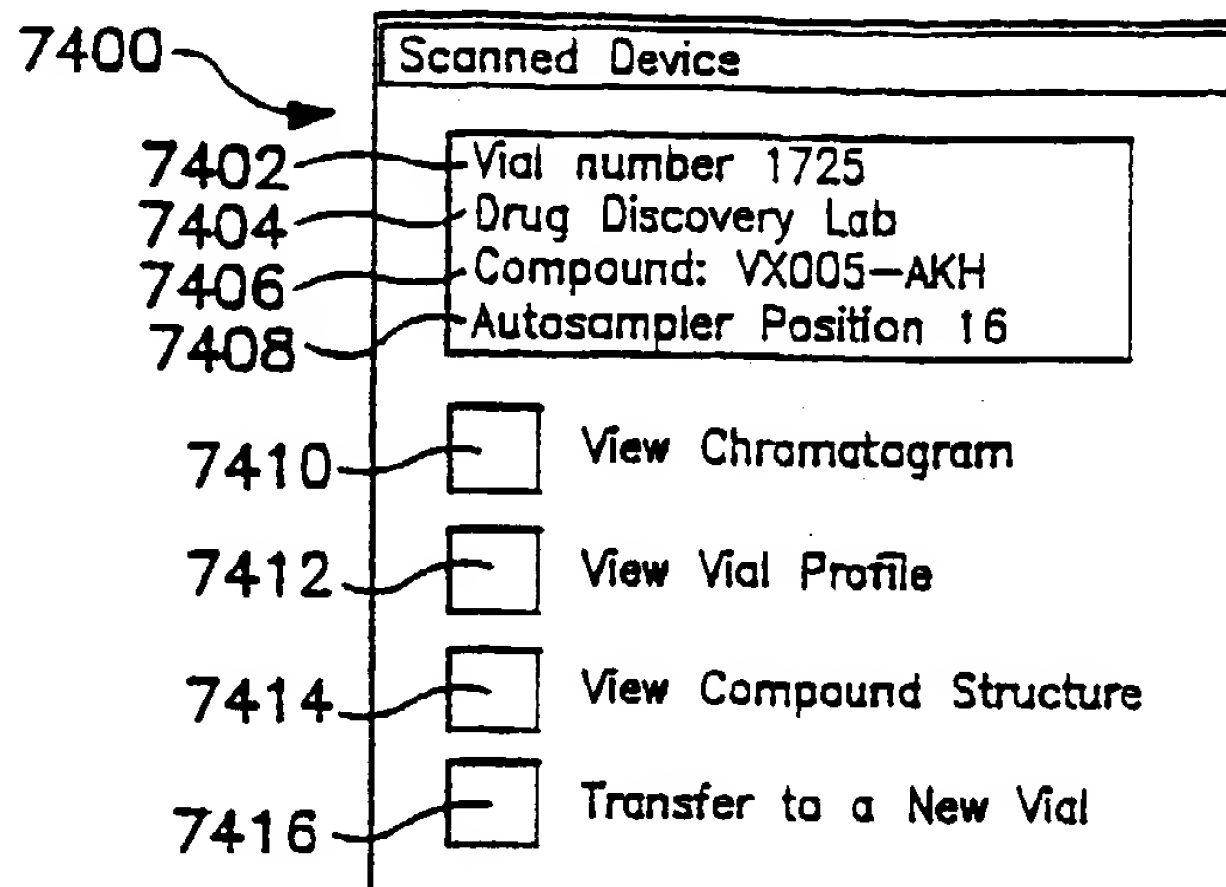 7400
Scanned Device
7402 Vial number 1725
7404 Drug Discovery Lab
7406 Compound: VX005-AKH
7408 Autosampler Position 16
7410 View Chromatogram
7412 View Vial Profile
7414 View Compound Structure
7416 Transfer to a New Vial